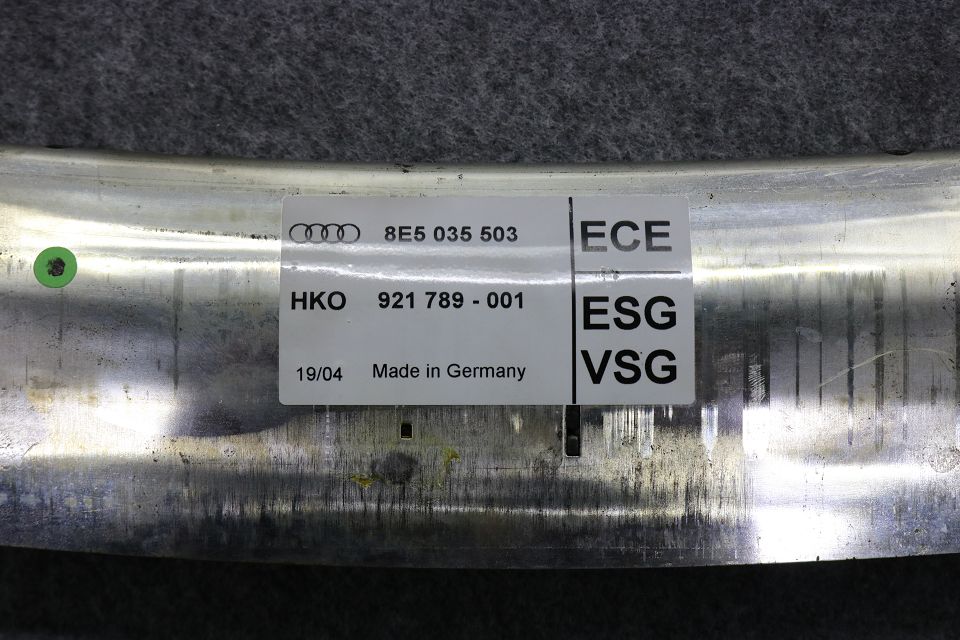 8E5 035 503
HKO 921 789 - 001
19/04 Made in Germany
ECE
ESG
VSG